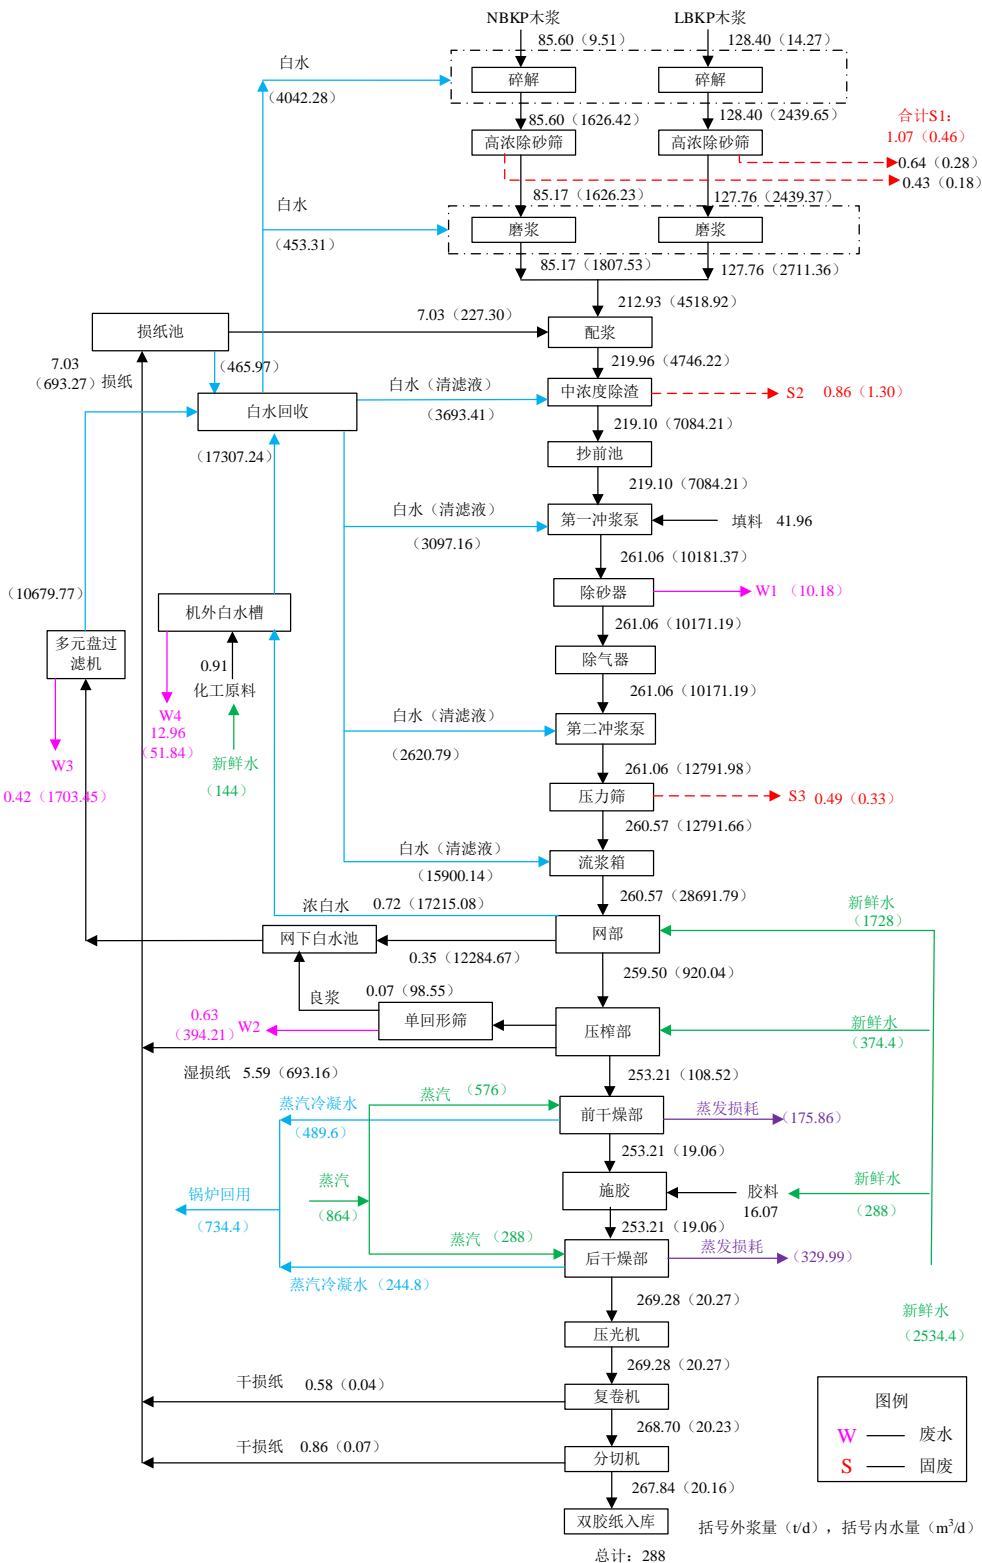 NBKP木浆
LBKP木浆
85.60（9.51）
128.40（14.27）
白水
（4042.28）
碎解
碎解
85.60（1626.42）
128.40（2439.65）
合计S1：
1.07（0.46）
高浓除砂筛
高浓除砂筛
0.64（0.28）
0.43（0.18）
85.17（1626.23）
127.76（2439.37）
白水
（453.31）
磨浆
磨浆
85.17（1807.53）
127.76（2711.36）
212.93（4518.92）
损纸池
7.03（227.30）
配浆
7.03
（693.27）损纸
（465.97）
219.96（4746.22）
白水回收
白水（清滤液）
（3693.41）
中浓度除渣
S2
0.86（1.30）
219.10（7084.21）
（17307.24）
抄前池
219.10（7084.21）
白水（清滤液）
（3097.16）
第一冲浆泵
填料 41.96
261.06（10181.37）
（10679.77）
机外白水槽
除砂器
W1 （10.18）
261.06（10171.19）
多元盘过
滤机
0.91
化工原料
除气器
261.06（10171.19）
W4
12.96
（51.84）
白水（清滤液）
（2620.79）
第二冲浆泵
新鲜水
（144）
W3
0.42（1703.45）
261.06（12791.98）
压力筛
S3
0.49（0.33）
260.57（12791.66）
白水（清滤液）
（15900.14）
流浆箱
浓白水
0.72（17215.08）
260.57（28691.79）
新鲜水
（1728）
网下白水池
网部
0.35（12284.67）
259.50（920.04）
良浆
0.07（98.55）
0.63
（394.21）
W2
单回形筛
压榨部
新鲜水
（374.4）
湿损纸 5.59（693.16）
253.21（108.52）
蒸汽冷凝水
（489.6）
蒸汽
（576）
前干燥部
蒸发损耗
（175.86）
253.21（19.06）
锅炉回用
（734.4）
蒸汽
（864）
施胶
胶料
16.07
新鲜水
（288）
253.21（19.06）
蒸汽
（288）
后干燥部
蒸发损耗
（329.99）
蒸汽冷凝水（244.8）
269.28（20.27）
新鲜水
（2534.4）
压光机
269.28（20.27）
干损纸
0.58（0.04）
复卷机
268.70（20.23）
干损纸
0.86（0.07）
分切机
267.84（20.16）
双胶纸入库
总计：288
图例
W —— 废水
S —— 固废
括号外浆量（t/d），括号内水量（m³/d）